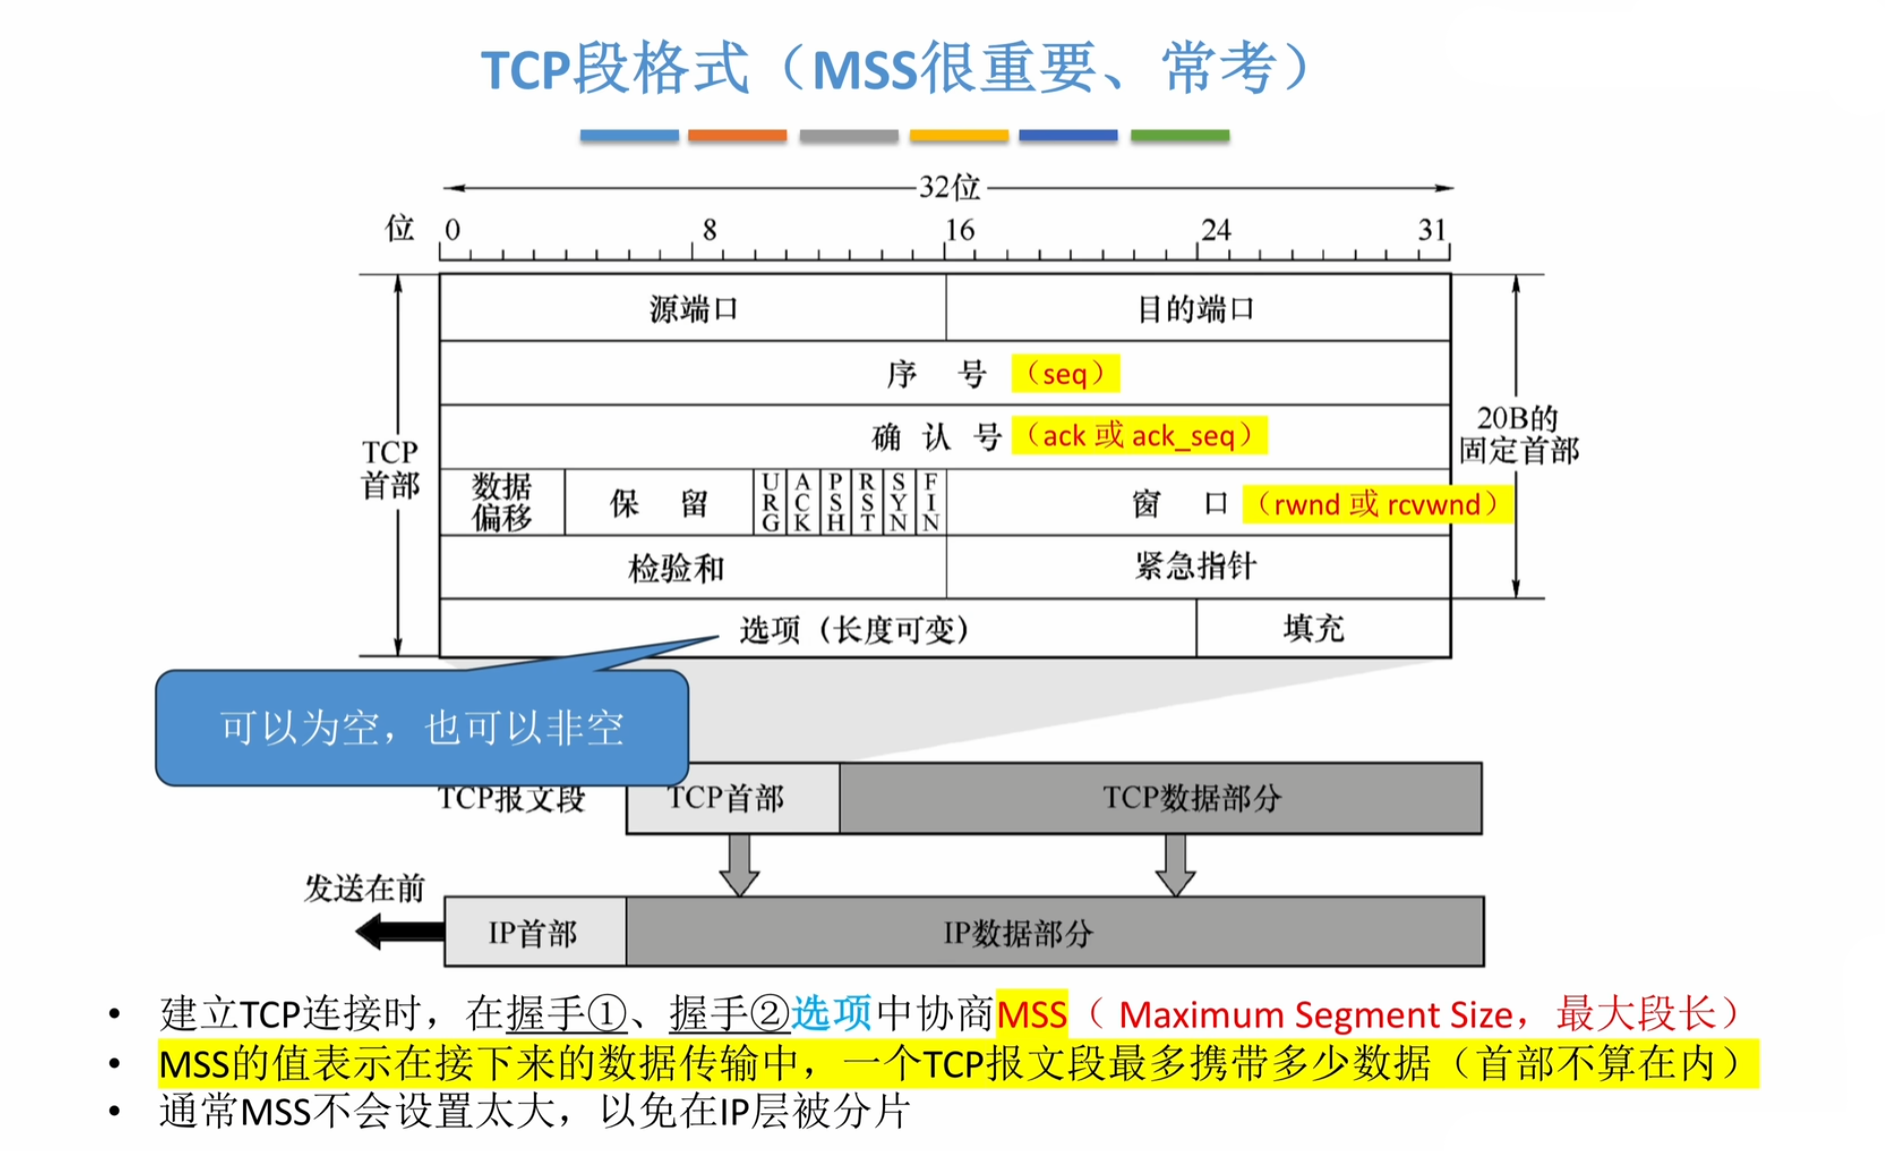 TCP段格式（MSS很重要、常考）
32位
位 0 8 16 24 31
源端口 目的端口
序 号 （seq）
确 认 号 （ack 或 ack_seq）
TCP首部
20B的固定首部
数据偏移 保 留 URG ACK PSH RST SYN FIN 窗 口 （rwnd 或 rcvwnd）
检验和 紧急指针
选项（长度可变） 填充
可以为空，也可以非空
TCP报文段 TCP首部 TCP数据部分
发送在前
IP首部 IP数据部分
• 建立TCP连接时，在握手①、握手②选项中协商MSS（ Maximum Segment Size，最大段长）
• MSS的值表示在接下来的数据传输中，一个TCP报文段最多携带多少数据（首部不算在内）
• 通常MSS不会设置太大，以免在IP层被分片